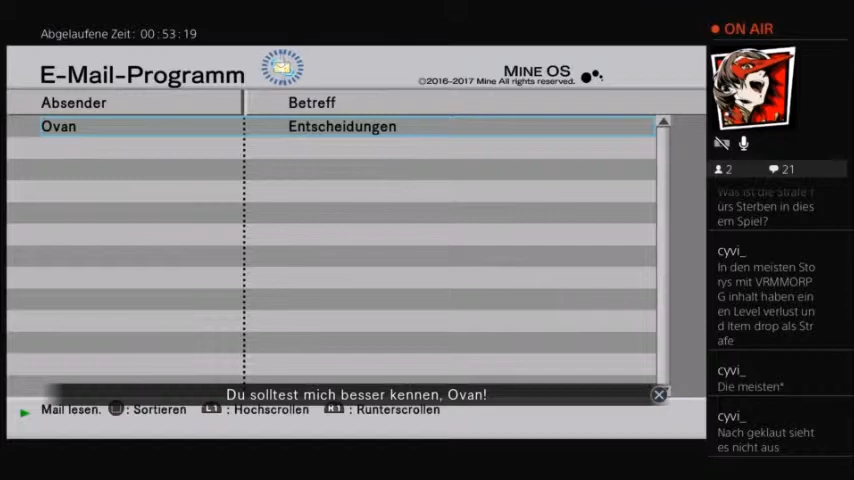 Abgelaufene Zeit: 00:53:19
ON AIR
E-Mail-Programm
MINE OS
©2016-2017 Mine All rights reserved.
Absender
Betreff
Ovan
Entscheidungen
Du solltest mich besser kennen, Ovan!
Mail lesen. : Sortieren L1 : Hochscrollen R1 : Runterscrollen
2
21
Was ist die Strafe f
ürs Sterben in dies
em Spiel?
cyvi_
In den meisten Sto
rys mit VRMMORP
G inhalt haben ein
en Level verlust un
d Item drop als Str
afe
cyvi_
Die meisten*
cyvi_
Nach geklaut sieht
es nicht aus